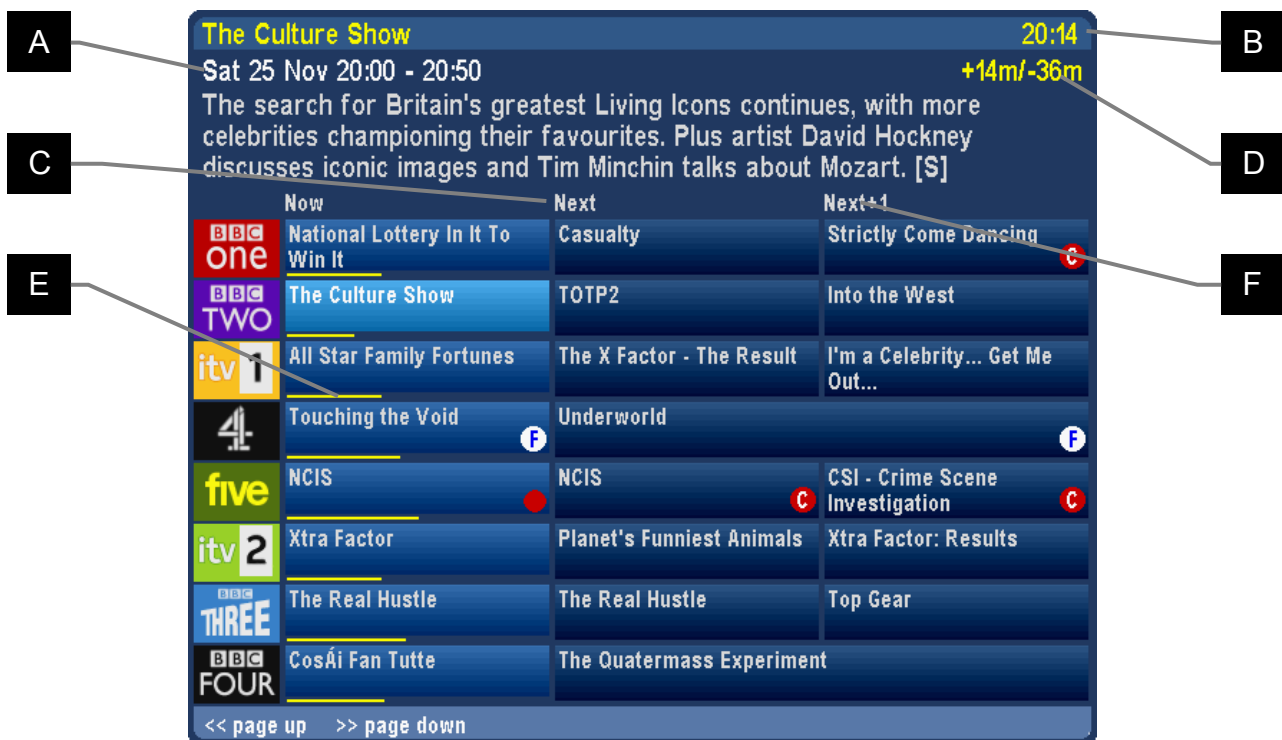 A
B
C
D
E
F
The Culture Show 20:14
Sat 25 Nov 20:00 - 20:50 +14m/-36m
The search for Britain's greatest Living Icons continues, with more
celebrities championing their favourites. Plus artist David Hockney
discusses iconic images and Tim Minchin talks about Mozart. [S]
Now Next Next+1
BBC one
National Lottery In It To
Win It
Casualty
Strictly Come Dancing
C
BBC TWO
The Culture Show
TOTP2
Into the West
itv 1
All Star Family Fortunes
The X Factor - The Result
I'm a Celebrity... Get Me
Out...
4
Touching the Void
F
Underworld
F
five
NCIS
NCIS
C
CSI - Crime Scene
Investigation
C
itv 2
Xtra Factor
Planet's Funniest Animals
Xtra Factor: Results
BBC THREE
The Real Hustle
The Real Hustle
Top Gear
BBC FOUR
CosÁi Fan Tutte
The Quatermass Experiment
<< page up >> page down